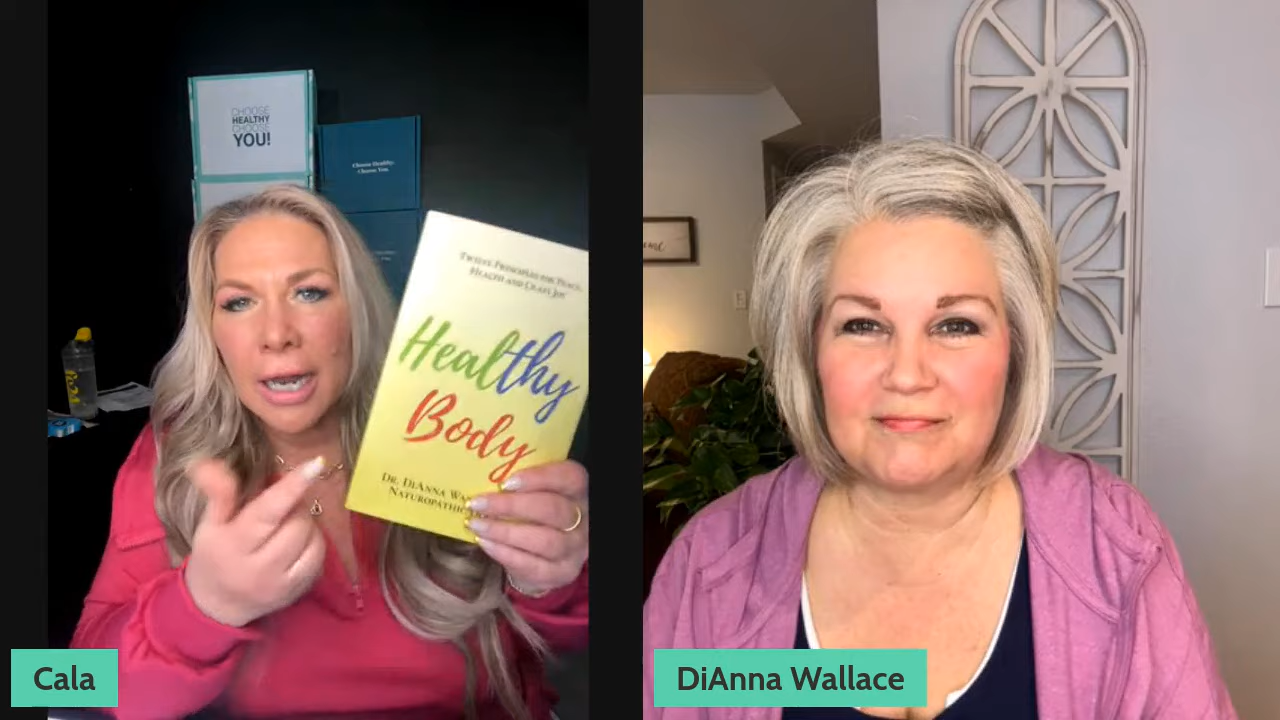 CHOOSE
HEALTHY
CHOOSE
YOU!
Choose Healthy.
Choose You.
Twelve Principles for Peace,
Health and Crazy Joy
Healthy
Body
Dr. DiAnna
Naturopathic
Cala
DiAnna Wallace